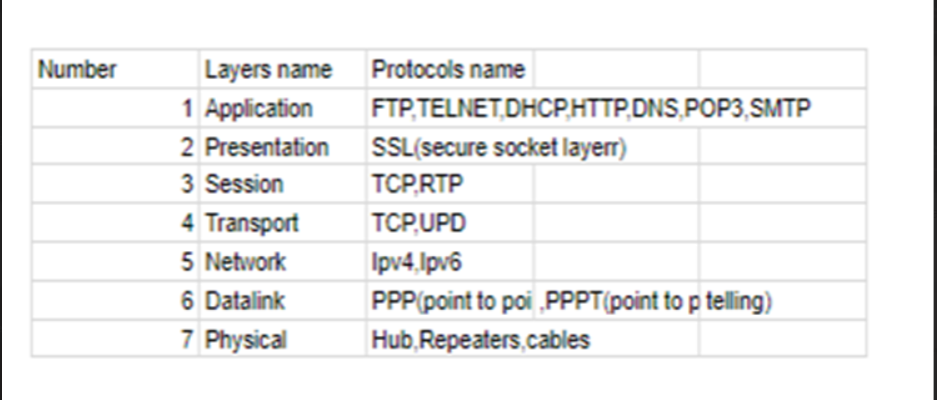 Number Layers name Protocols name
1 Application FTP,TELNET,DHCP,HTTP,DNS,POP3,SMTP
2 Presentation SSL(secure socket layerr)
3 Session TCP,RTP
4 Transport TCP,UPD
5 Network Ipv4,Ipv6
6 Datalink PPP(point to poi ,PPPT(point to p telling)
7 Physical Hub,Repeaters,cables